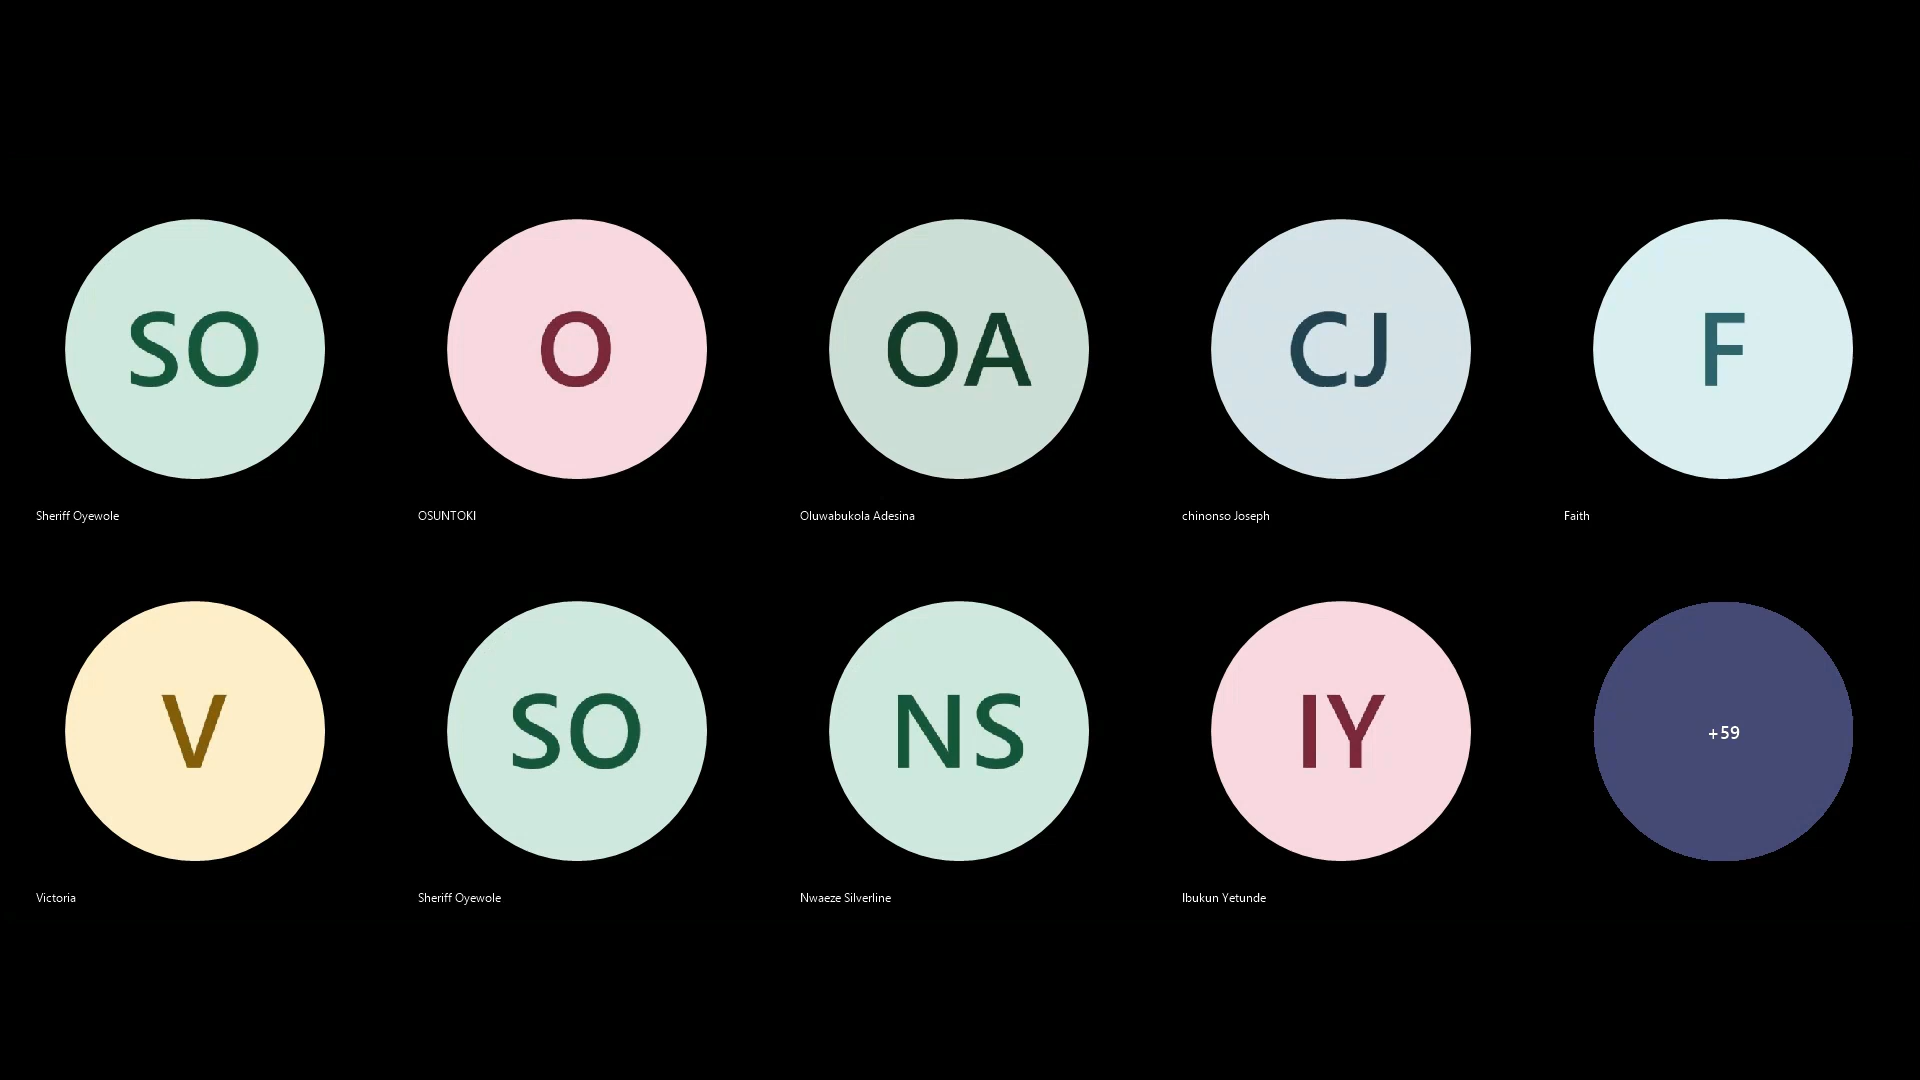 SO
O
OA
CJ
F
Sheriff Oyewole
OSUNTOKI
Oluwabukola Adesina
chinonso Joseph
Faith
V
SO
NS
IY
+59
Victoria
Sheriff Oyewole
Nwaeze Silverline
Ibukun Yetunde